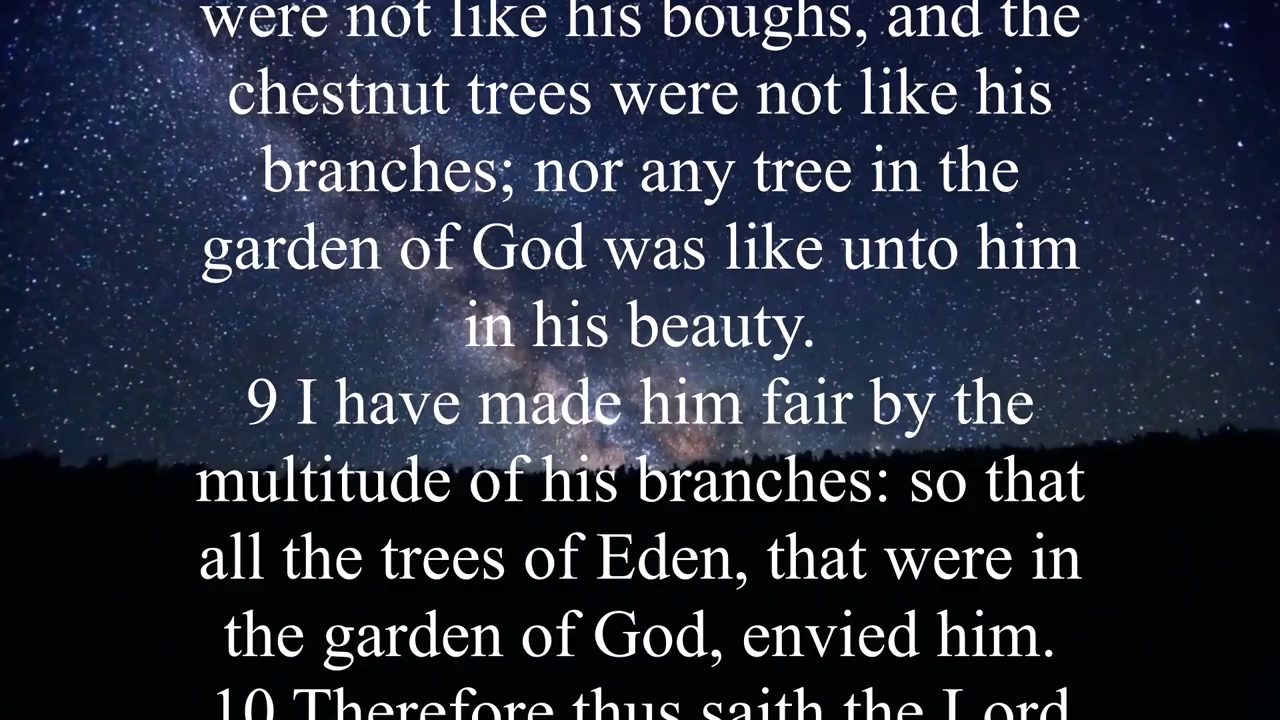 were not like his boughs, and the
chestnut trees were not like his
branches; nor any tree in the
garden of God was like unto him
in his beauty.
9 I have made him fair by the
multitude of his branches: so that
all the trees of Eden, that were in
the garden of God, envied him.
10 Therefore thus saith the Lord